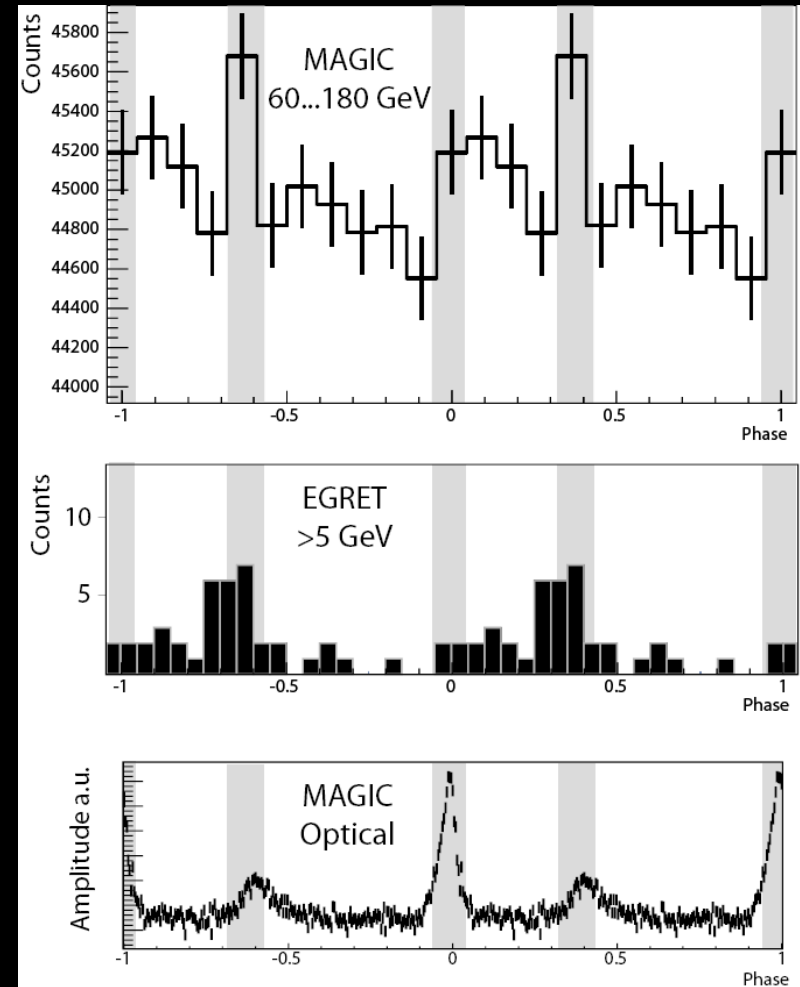 Counts
45800
45600
45400
45200
45000
44800
44600
44400
44200
44000
MAGIC
60...180 GeV
-1 -0.5 0 0.5 1
Phase
Counts
10
5
EGRET
>5 GeV
-1 -0.5 0 0.5 1
Phase
Amplitude a.u.
MAGIC
Optical
-1 -0.5 0 0.5 1
Phase